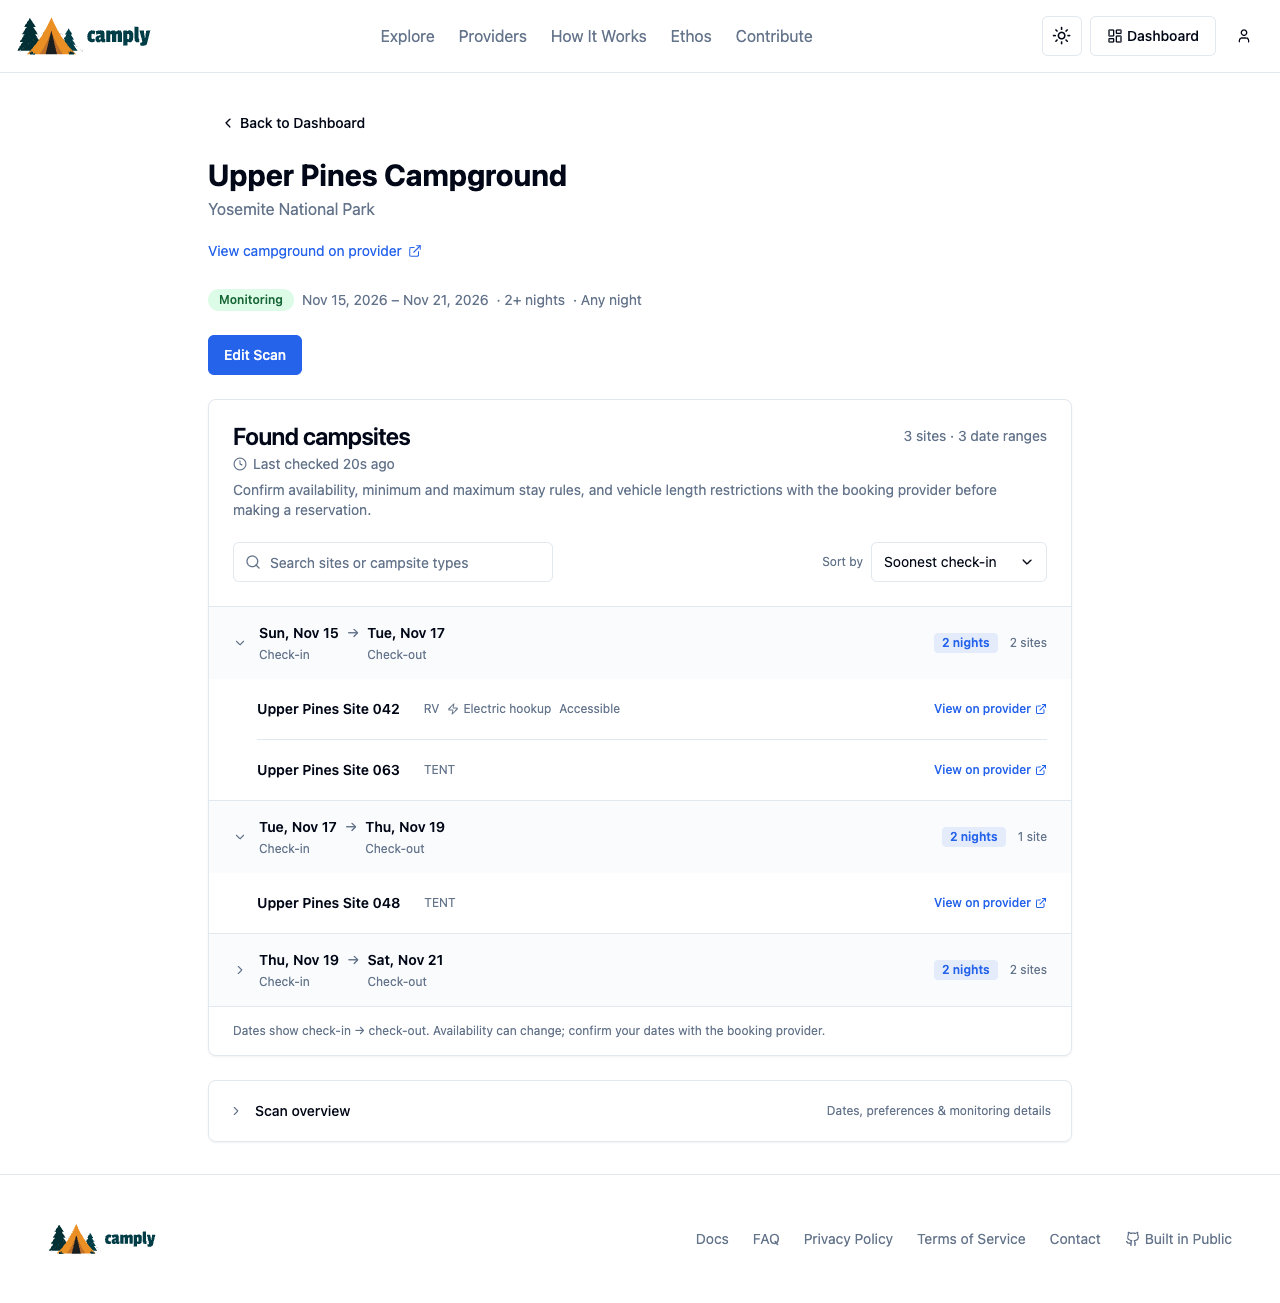 camply
Explore Providers How It Works Ethos Contribute
Dashboard
Back to Dashboard
Upper Pines Campground
Yosemite National Park
View campground on provider
Monitoring Nov 15, 2026 – Nov 21, 2026 · 2+ nights · Any night
Edit Scan
Found campsites
3 sites · 3 date ranges
Last checked 20s ago
Confirm availability, minimum and maximum stay rules, and vehicle length restrictions with the booking provider before
making a reservation.
Search sites or campsite types
Sort by Soonest check-in
Sun, Nov 15 → Tue, Nov 17
Check-in Check-out
2 nights 2 sites
Upper Pines Site 042 RV Electric hookup Accessible View on provider
Upper Pines Site 063 TENT View on provider
Tue, Nov 17 → Thu, Nov 19
Check-in Check-out
2 nights 1 site
Upper Pines Site 048 TENT View on provider
Thu, Nov 19 → Sat, Nov 21
Check-in Check-out
2 nights 2 sites
Dates show check-in → check-out. Availability can change; confirm your dates with the booking provider.
Scan overview Dates, preferences & monitoring details
camply
Docs FAQ Privacy Policy Terms of Service Contact Built in Public